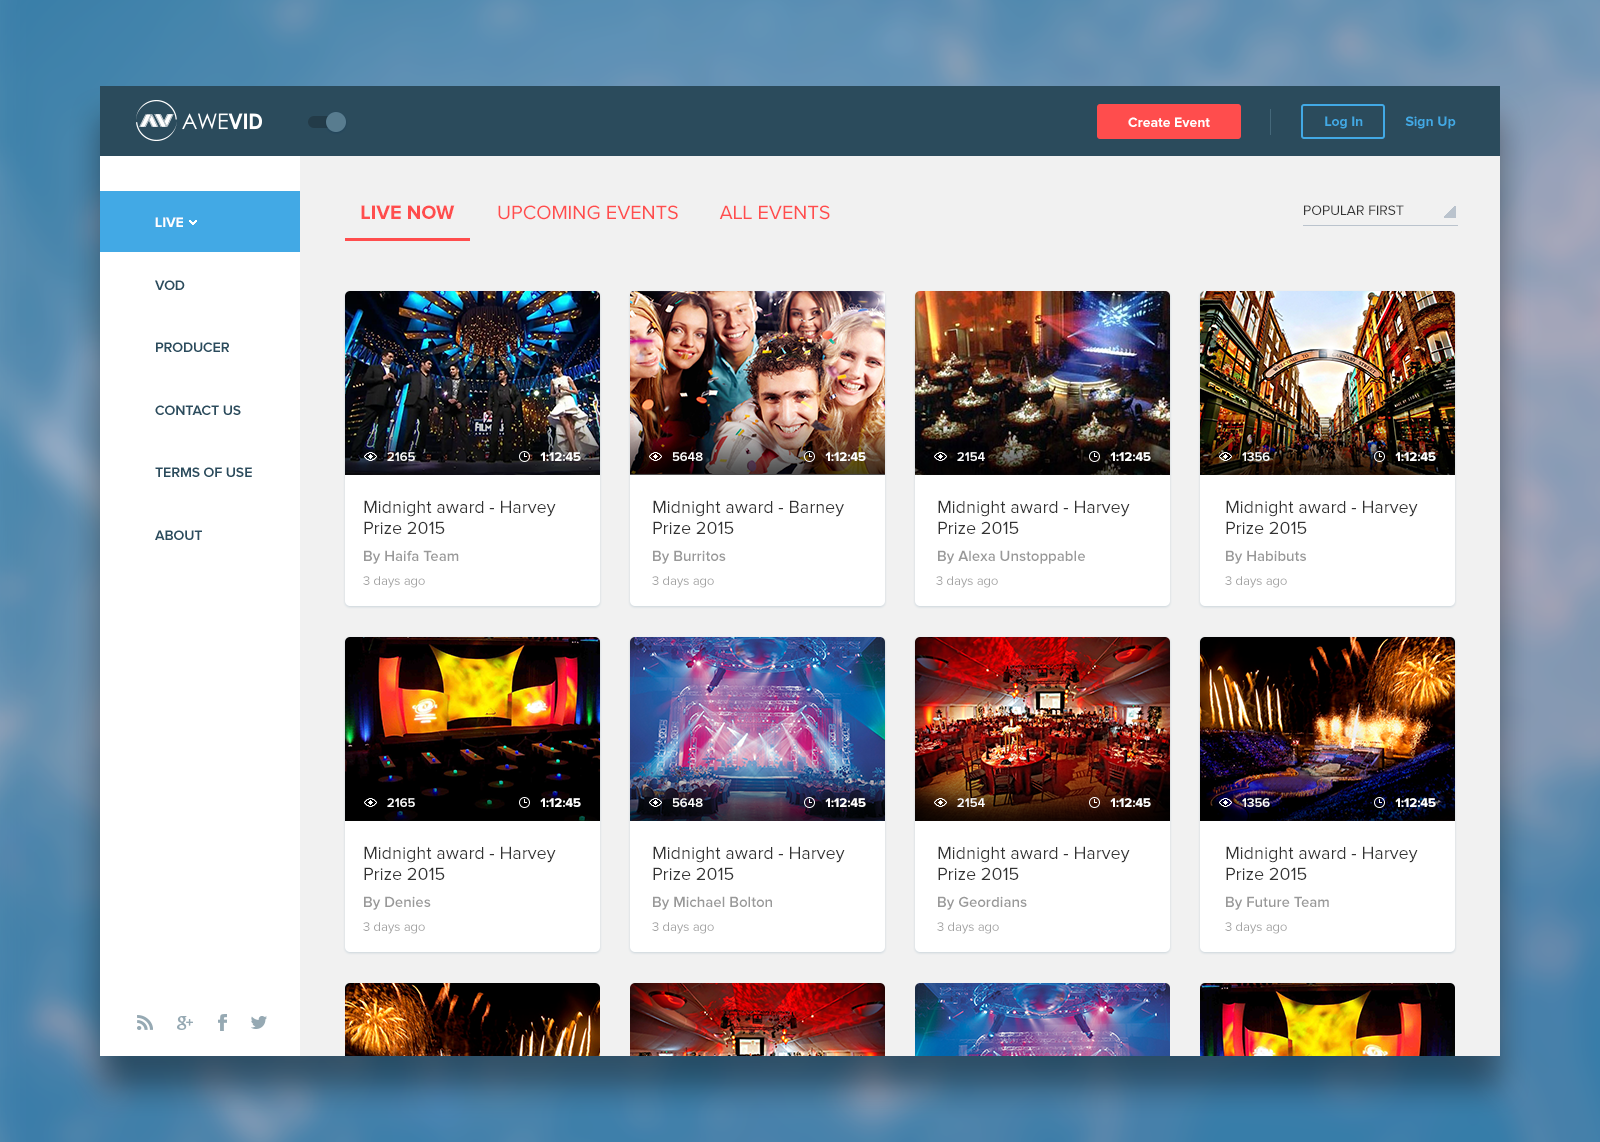 AWEVID
Create Event
Log In
Sign Up
LIVE
VOD
PRODUCER
CONTACT US
TERMS OF USE
ABOUT
LIVE NOW
UPCOMING EVENTS
ALL EVENTS
POPULAR FIRST
2165
1:12:45
Midnight award - Harvey
Prize 2015
By Haifa Team
3 days ago
5648
1:12:45
Midnight award - Barney
Prize 2015
By Burritos
3 days ago
2154
1:12:45
Midnight award - Harvey
Prize 2015
By Alexa Unstoppable
3 days ago
1356
1:12:45
Midnight award - Harvey
Prize 2015
By Habibuts
3 days ago
2165
1:12:45
Midnight award - Harvey
Prize 2015
By Denies
3 days ago
5648
1:12:45
Midnight award - Harvey
Prize 2015
By Michael Bolton
3 days ago
2154
1:12:45
Midnight award - Harvey
Prize 2015
By Geordians
3 days ago
1356
1:12:45
Midnight award - Harvey
Prize 2015
By Future Team
3 days ago